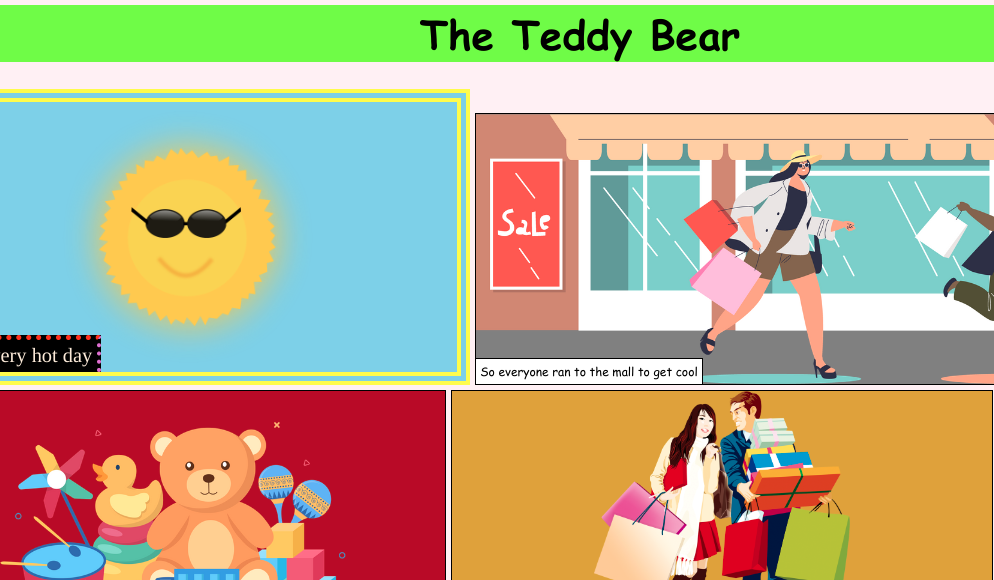 The Teddy Bear
Sale
ery hot day
So everyone ran to the mall to get cool